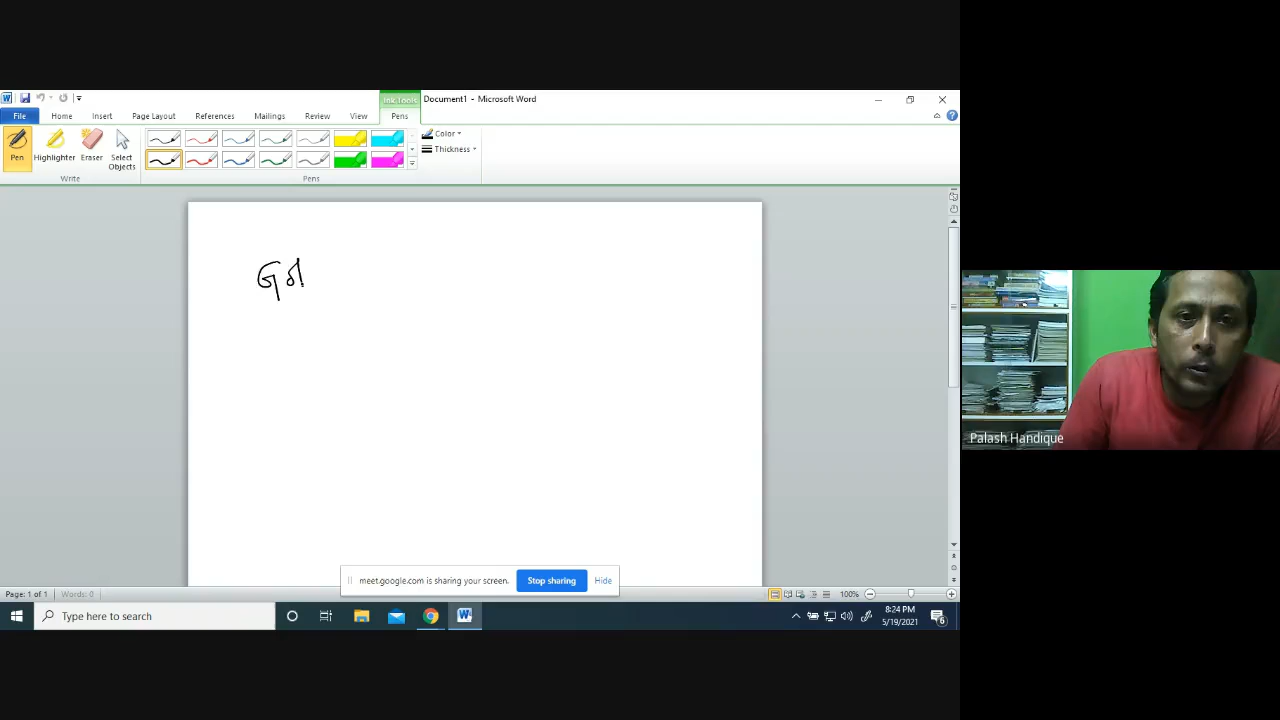 Ink Tools
Document1 - Microsoft Word
File Home Insert Page Layout References Mailings Review View Pens
Pen Highlighter Eraser Select Objects
Color
Thickness
Write Pens
meet.google.com is sharing your screen. Stop sharing Hide
Page: 1 of 1 Words: 0 100%
Type here to search
8:24 PM
5/19/2021
6
Palash Handique